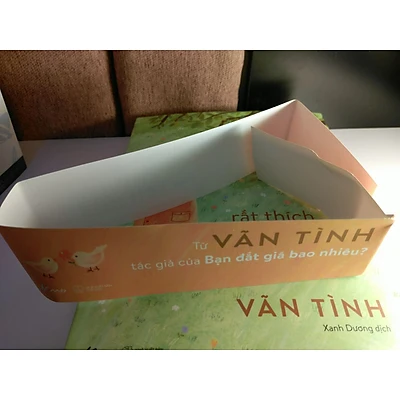 rất thích
Từ VÃN TÌNH
tác giả của Bạn đắt giá bao nhiêu?
VÃN TÌNH
Xanh Dương dịch